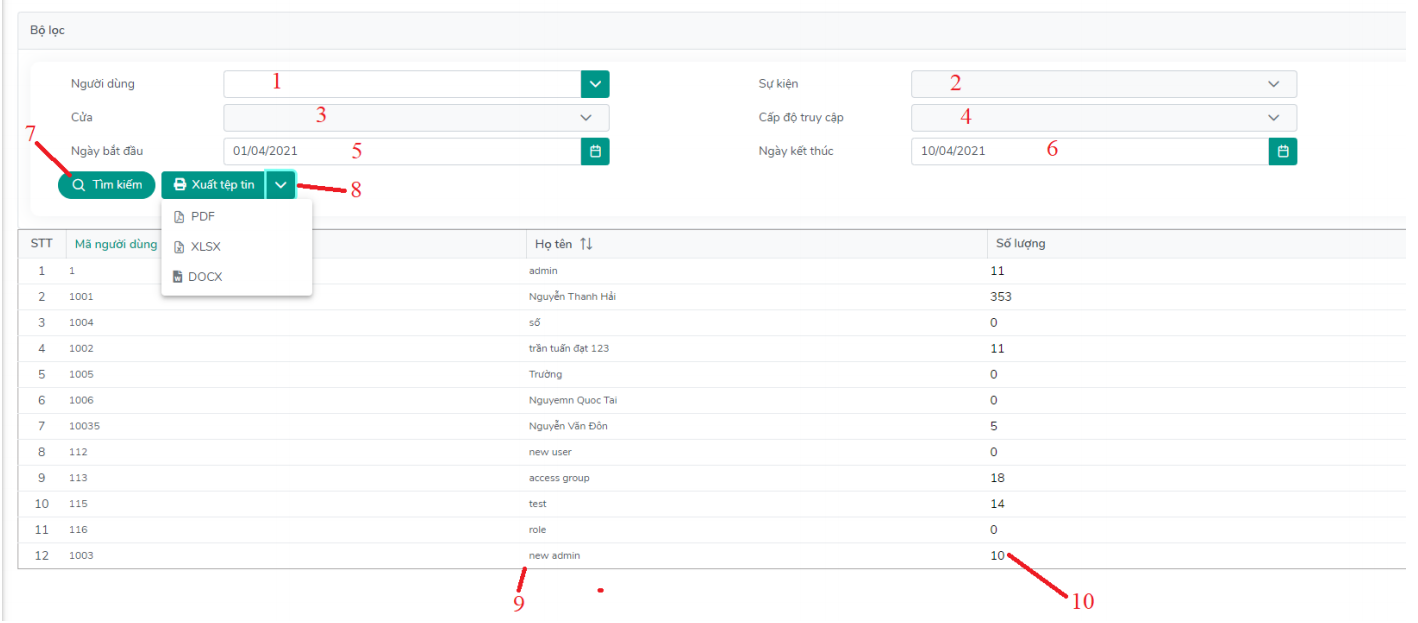 Bộ lọc
Người dùng 1 Sự kiện 2
Cửa 3 Cấp độ truy cập 4
7
Ngày bắt đầu 01/04/2021 5 Ngày kết thúc 10/04/2021 6
Tìm kiếm Xuất tệp tin 8
PDF
XLSX
DOCX
STT Mã người dùng Họ tên Số lượng
1 1 admin 11
2 1001 Nguyễn Thanh Hải 353
3 1004 số 0
4 1002 trần tuấn đạt 123 11
5 1005 Trường 0
6 1006 Nguyemn Quoc Tai 0
7 10035 Nguyễn Văn Đôn 5
8 112 new user 0
9 113 access group 18
10 115 test 14
11 116 role 0
12 1003 new admin 10
9 10